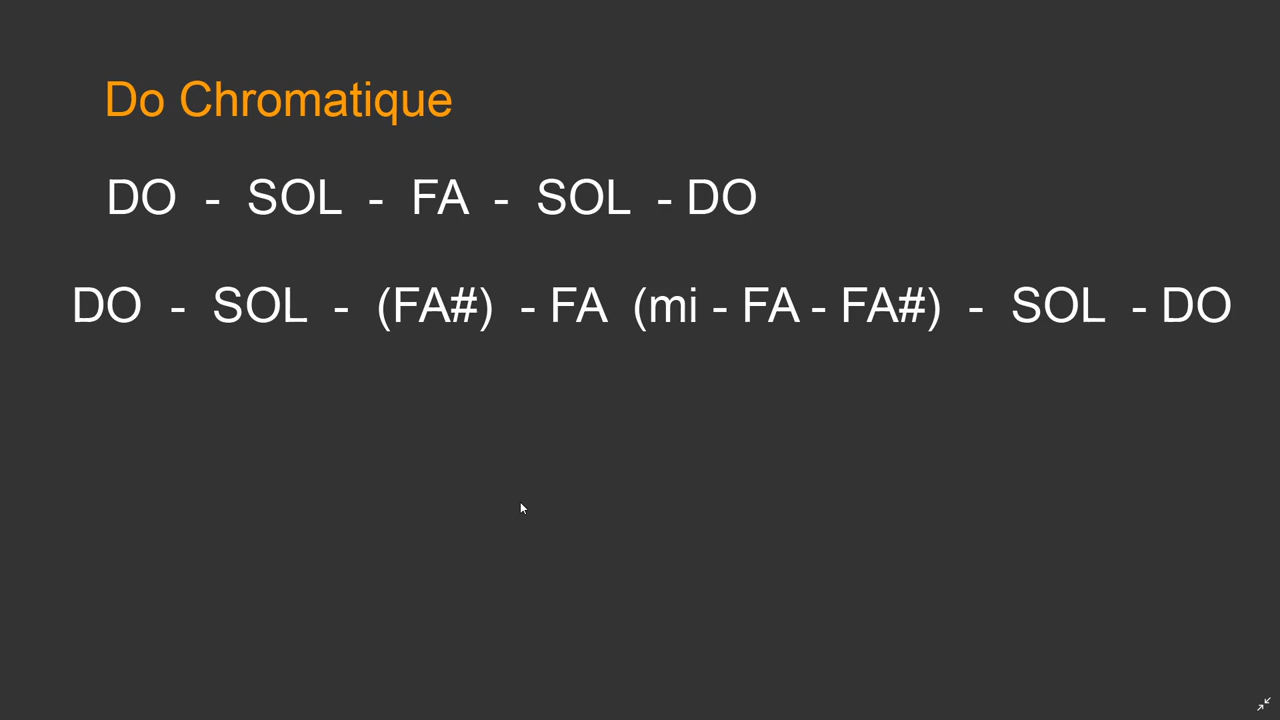 Do Chromatique
DO - SOL - FA - SOL - DO
DO - SOL - (FA#) - FA (mi - FA - FA#) - SOL - DO